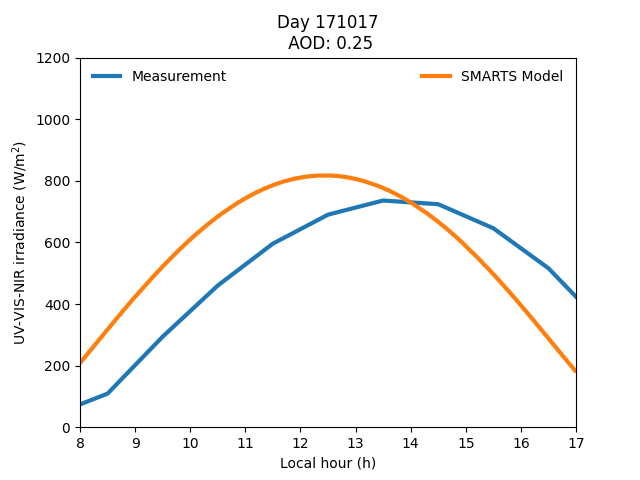 Day 171017
AOD: 0.25
Measurement
SMARTS Model
1200
1000
800
600
400
200
0
UV-VIS-NIR irradiance (W/m²)
8 9 10 11 12 13 14 15 16 17
Local hour (h)